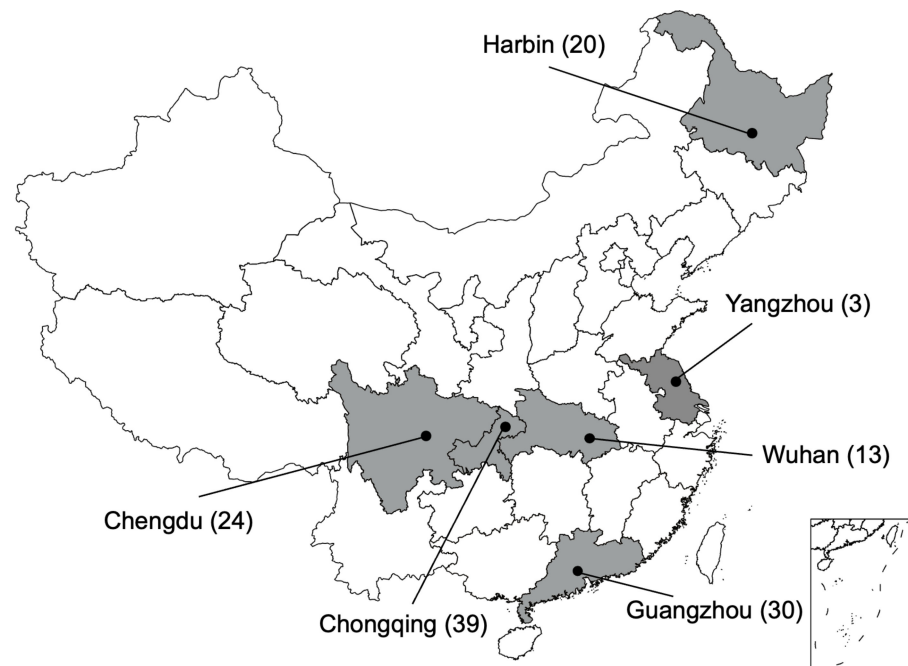 Harbin (20)
Yangzhou (3)
Wuhan (13)
Chengdu (24)
Guangzhou (30)
Chongqing (39)